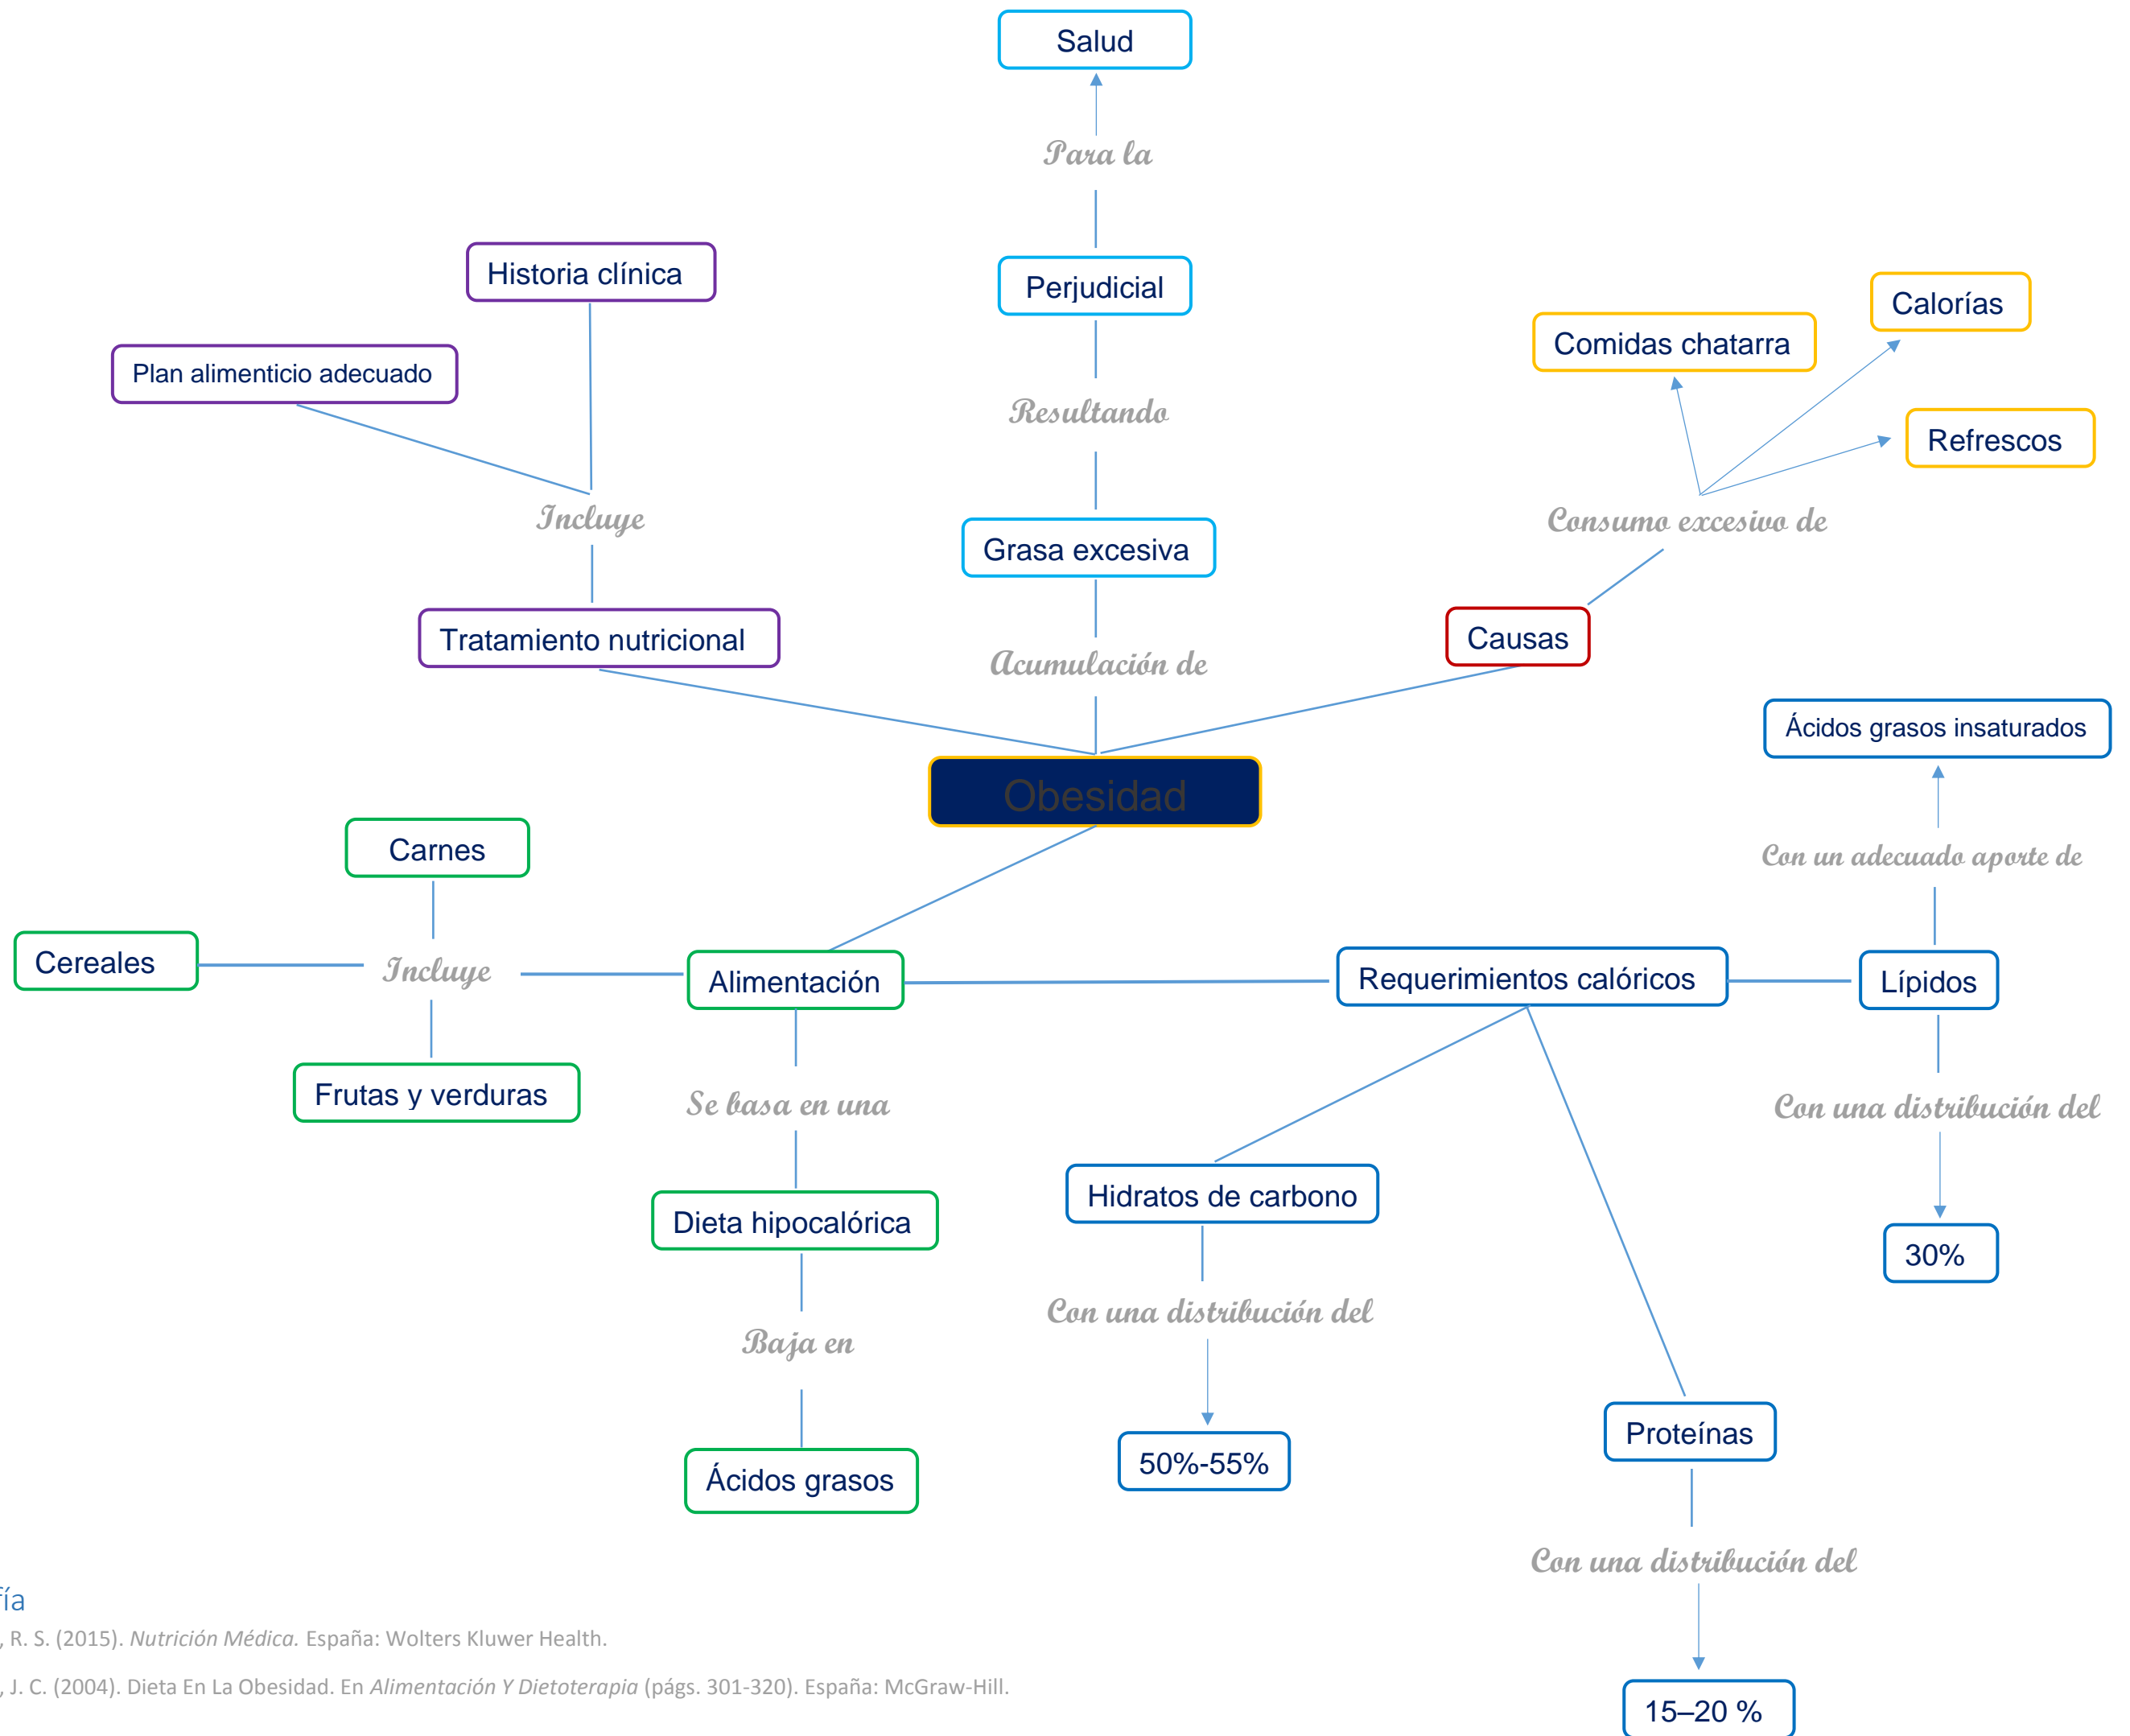 Salud
Para la
Historia clínica
Perjudicial
Calorías
Comidas chatarra
Plan alimenticio adecuado
Resultando
Refrescos
Incluye
Consumo excesivo de
Grasa excesiva
Tratamiento nutricional
Causas
Acumulación de
Ácidos grasos insaturados
Obesidad
Carnes
Con un adecuado aporte de
Cereales
Incluye
Alimentación
Requerimientos calóricos
Lípidos
Frutas y verduras
Se basa en una
Con una distribución del
Hidratos de carbono
Dieta hipocalórica
30%
Con una distribución del
Baja en
Proteínas
50%-55%
Ácidos grasos
Con una distribución del
fía
, R. S. (2015). Nutrición Médica. España: Wolters Kluwer Health.
, J. C. (2004). Dieta En La Obesidad. En Alimentación Y Dietoterapia (págs. 301-320). España: McGraw-Hill.
15–20 %